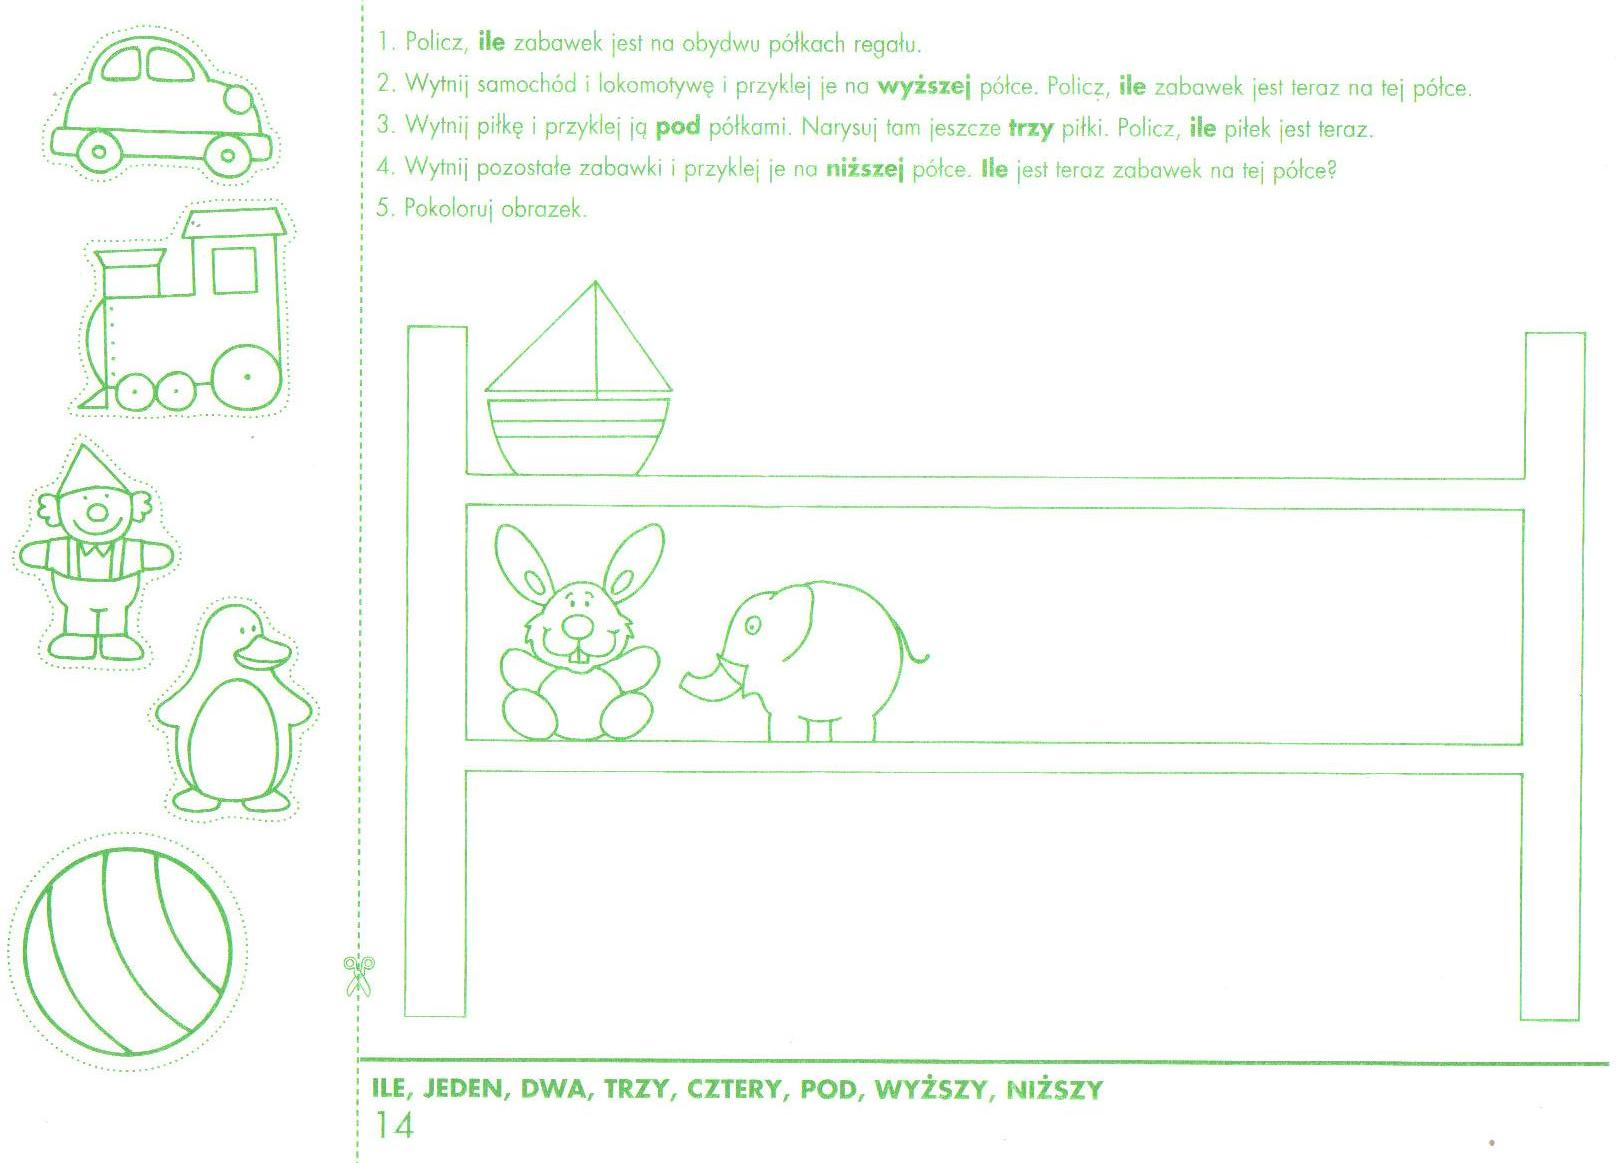 1. Policz, ile zabawek jest na obydwu półkach regału.
2. Wytnij samochód i lokomotywę i przyklej je na wyższej półce. Policz, ile zabawek jest teraz na tej półce.
3. Wytnij piłkę i przyklej ją pod półkami. Narysuj tam jeszcze trzy piłki. Policz, ile piłek jest teraz.
4. Wytnij pozostałe zabawki i przyklej je na niższej półce. Ile jest teraz zabawek na tej półce?
5. Pokoloruj obrazek.
ILE, JEDEN, DWA, TRZY, CZTERY, POD, WYŻSZY, NIŻSZY
14